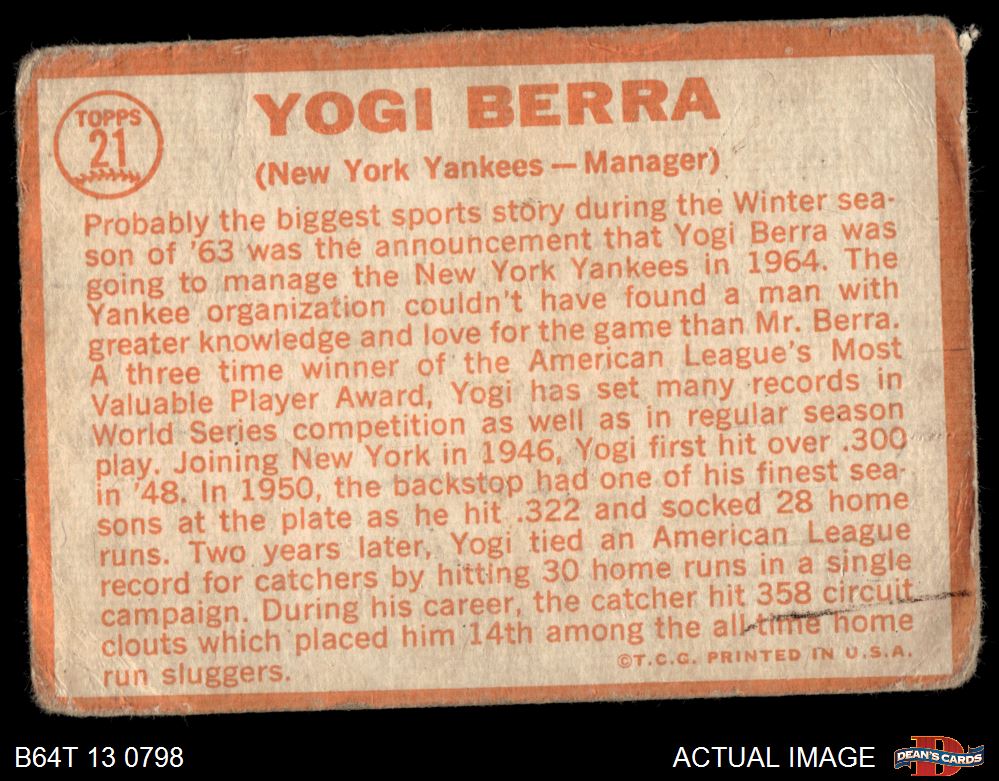 TOPPS
21
YOGI BERRA
(New York Yankees — Manager)
Probably the biggest sports story during the Winter sea-
son of '63 was the announcement that Yogi Berra was
going to manage the New York Yankees in 1964. The
Yankee organization couldn't have found a man with
greater knowledge and love for the game than Mr. Berra.
A three time winner of the American League's Most
Valuable Player Award, Yogi has set many records in
World Series competition as well as in regular season
play. Joining New York in 1946, Yogi first hit over .300
in '48. In 1950, the backstop had one of his finest sea-
sons at the plate as he hit .322 and socked 28 home
runs. Two years later, Yogi tied an American League
record for catchers by hitting 30 home runs in a single
campaign. During his career, the catcher hit 358 circuit
clouts which placed him 14th among the all-time home
run sluggers.
©T.C.G. PRINTED IN U.S.A.
B64T 13 0798
ACTUAL IMAGE
DEAN'S CARDS